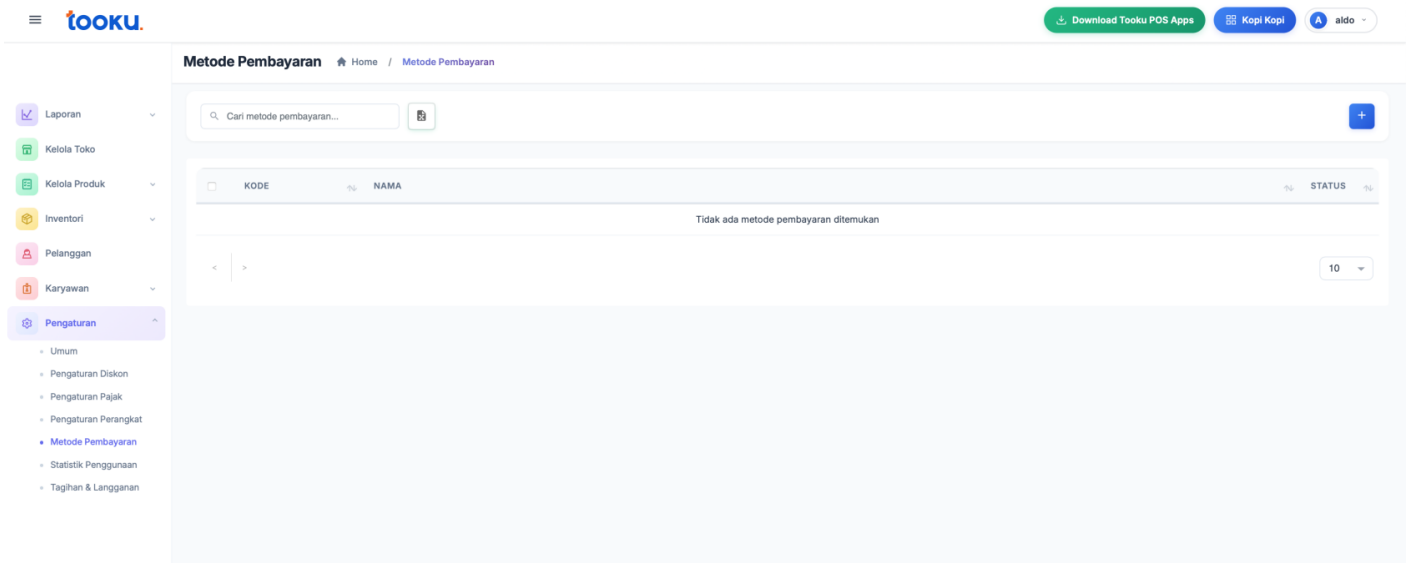 tooku.
Download Tooku POS Apps
Kopi Kopi
A aldo
Metode Pembayaran
Home / Metode Pembayaran
Laporan
Kelola Toko
Kelola Produk
Inventori
Pelanggan
Karyawan
Pengaturan
Umum
Pengaturan Diskon
Pengaturan Pajak
Pengaturan Perangkat
Metode Pembayaran
Statistik Penggunaan
Tagihan & Langganan
Cari metode pembayaran...
+
KODE NAMA STATUS
Tidak ada metode pembayaran ditemukan
< >
10